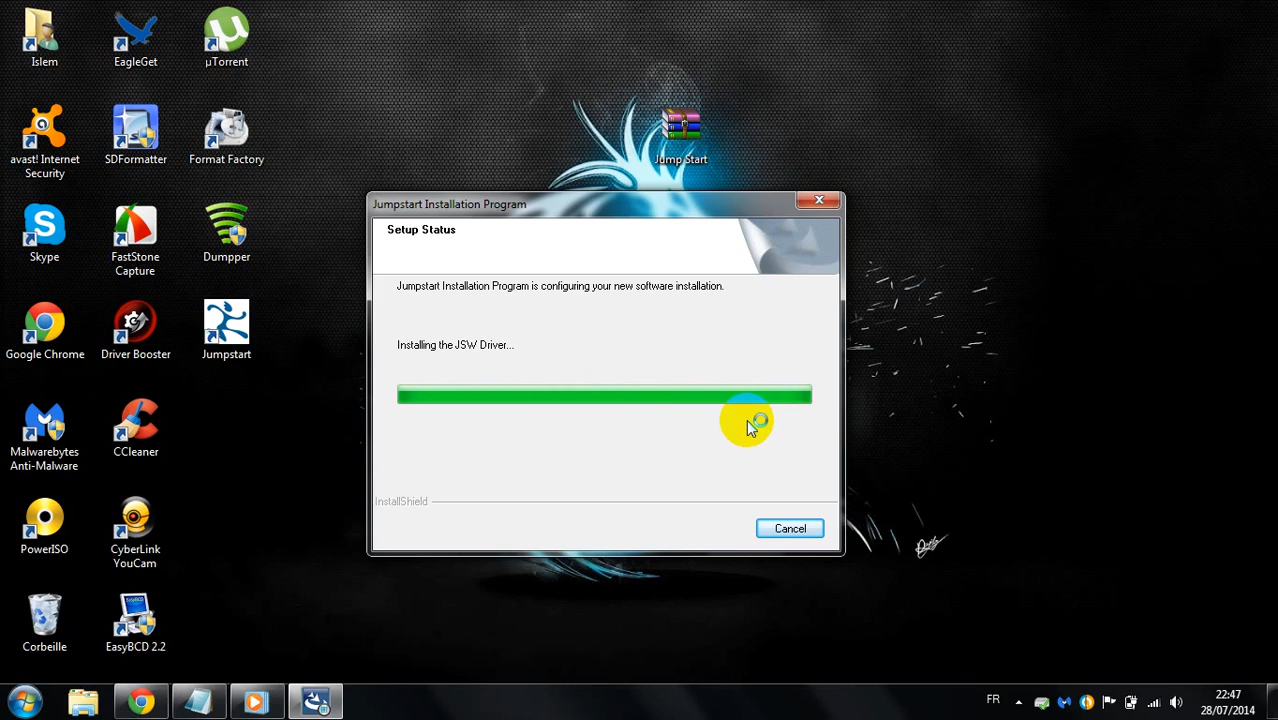 Islem
EagleGet
µTorrent
avast! Internet
Security
SDFormatter
Format Factory
Jump Start
Skype
FastStone
Capture
Dumpper
Google Chrome
Driver Booster
Jumpstart
Malwarebytes
Anti-Malware
CCleaner
PowerISO
CyberLink
YouCam
Corbeille
EasyBCD 2.2
Jumpstart Installation Program
Setup Status
Jumpstart Installation Program is configuring your new software installation.
Installing the JSW Driver...
InstallShield
Cancel
FR
22:47
28/07/2014